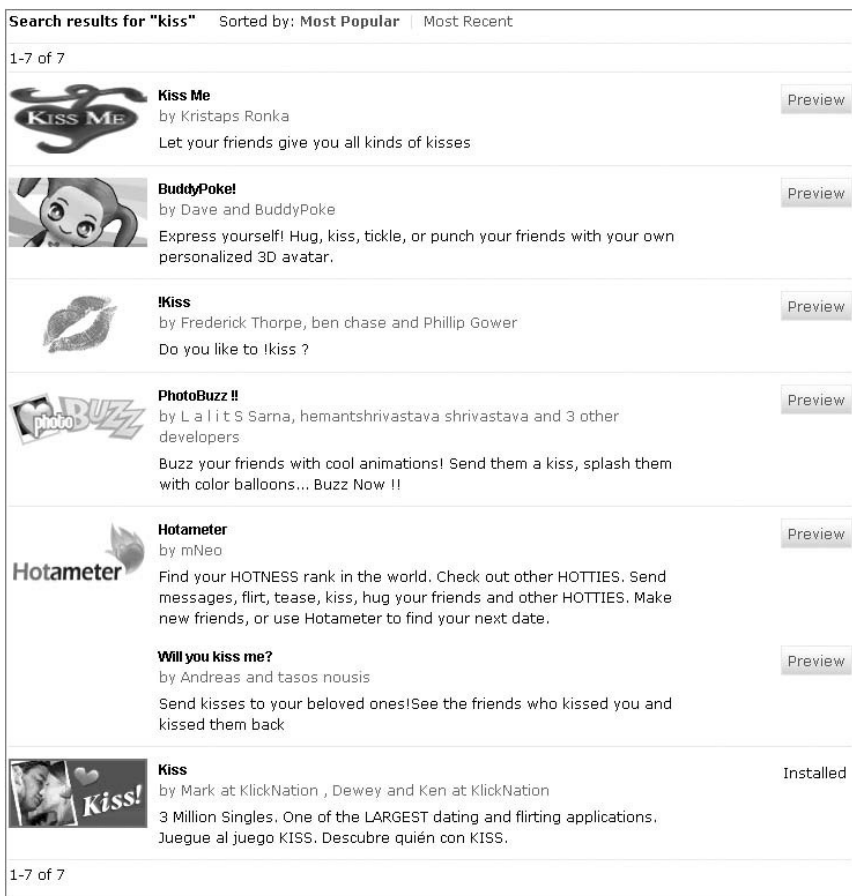 Search results for "kiss" Sorted by: Most Popular | Most Recent
1-7 of 7
KISS ME
Kiss Me
Preview
by Kristaps Ronka
Let your friends give you all kinds of kisses
BuddyPoke!
Preview
by Dave and BuddyPoke
Express yourself! Hug, kiss, tickle, or punch your friends with your own
personalized 3D avatar.
!Kiss
Preview
by Frederick Thorpe, ben chase and Phillip Gower
Do you like to !kiss ?
photo BUZZ
PhotoBuzz !!
Preview
by L a l i t S Sarna, hemantshrivastava shrivastava and 3 other
developers
Buzz your friends with cool animations! Send them a kiss, splash them
with color balloons... Buzz Now !!
Hotameter
Hotameter
Preview
by mNeo
Find your HOTNESS rank in the world. Check out other HOTTIES. Send
messages, flirt, tease, kiss, hug your friends and other HOTTIES. Make
new friends, or use Hotameter to find your next date.
Will you kiss me?
Preview
by Andreas and tasos nousis
Send kisses to your beloved ones!See the friends who kissed you and
kissed them back
Kiss!
Kiss
Installed
by Mark at KlickNation , Dewey and Ken at KlickNation
3 Million Singles. One of the LARGEST dating and flirting applications.
Juegue al juego KISS. Descubre quién con KISS.
1-7 of 7